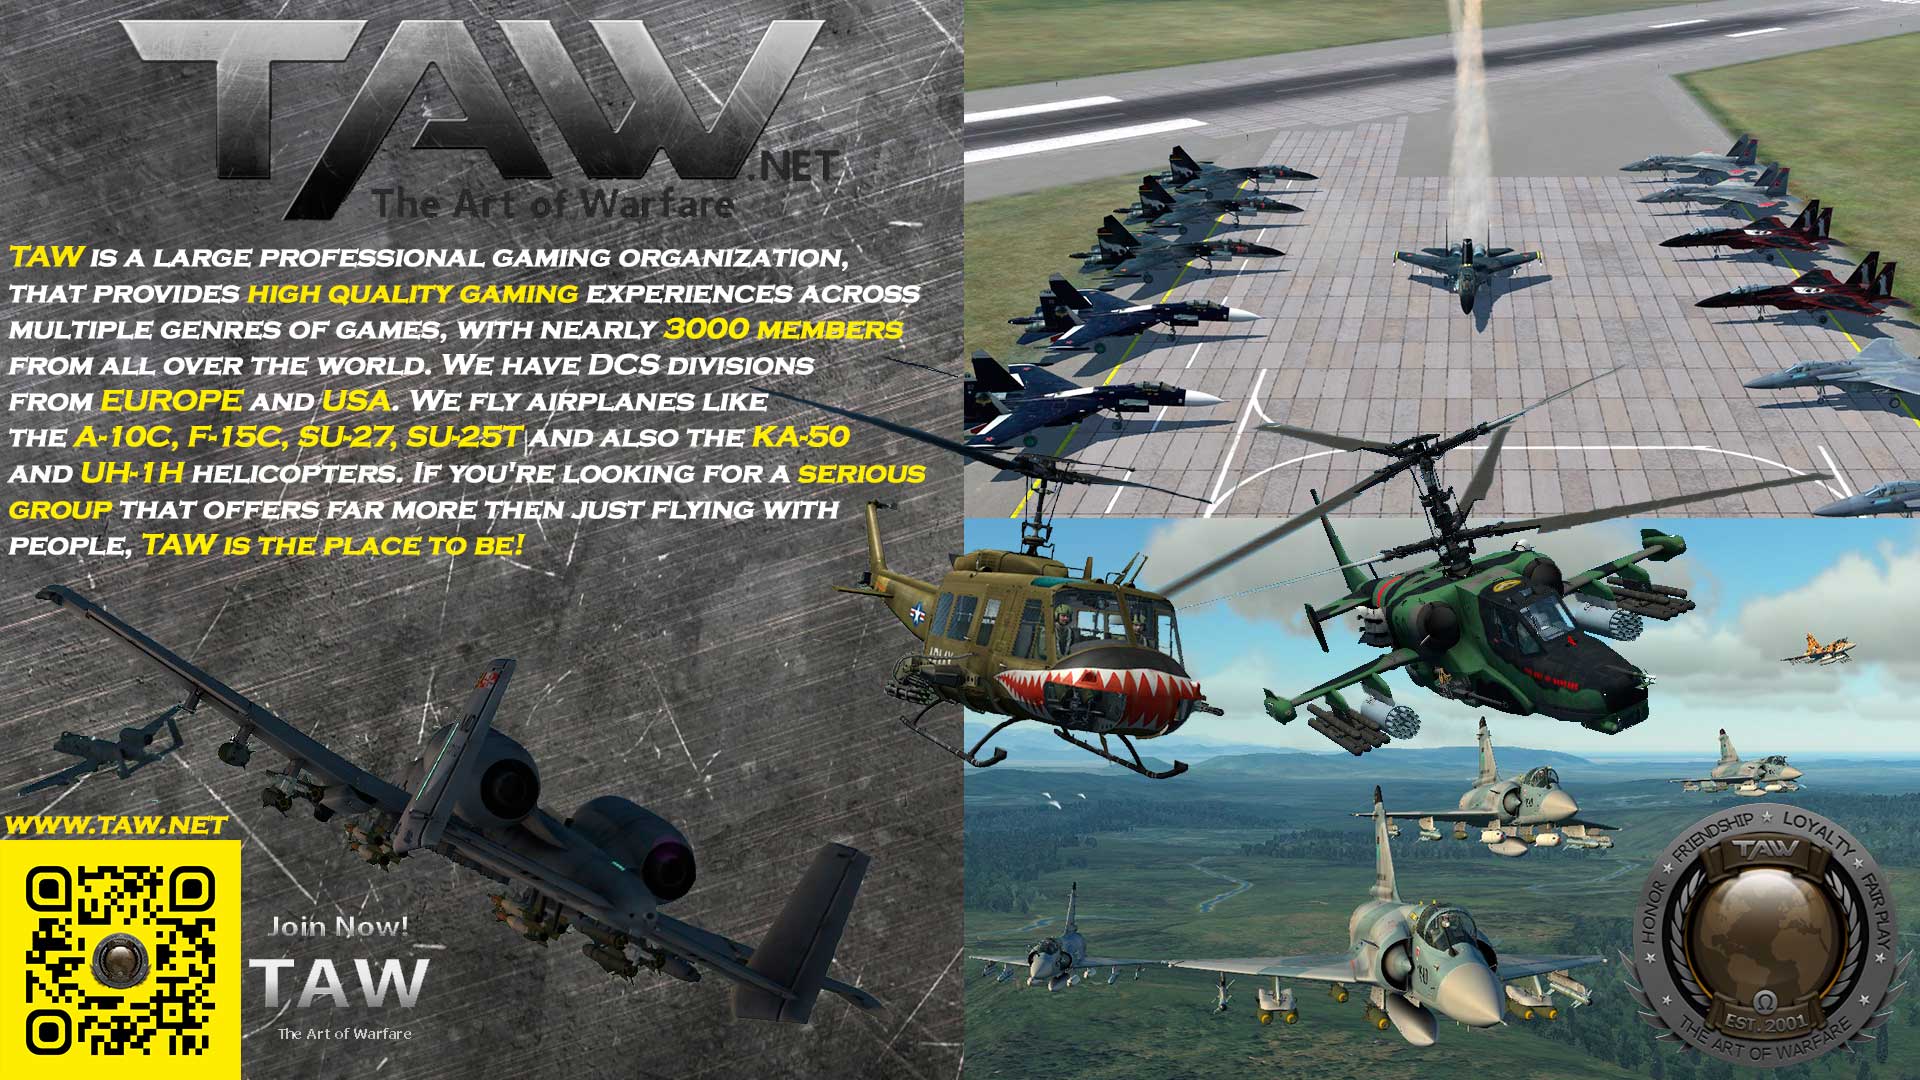 TAW
.NET
The Art of Warfare
TAW is a large professional gaming organization,
that provides high quality gaming experiences across
multiple genres of games, with nearly 3000 members
from all over the world. We have DCS divisions
from EUROPE and USA. We fly airplanes like
the A-10C, F-15C, SU-27, SU-25T and also the KA-50
and UH-1H helicopters. If you're looking for a serious
group that offers far more then just flying with
people, TAW is the place to be!
www.taw.net
Join Now!
TAW
The Art of Warfare
HONOR ★ FRIENDSHIP ★ LOYALTY ★ FAIR PLAY
TAW
EST. 2001
THE ART OF WARFARE